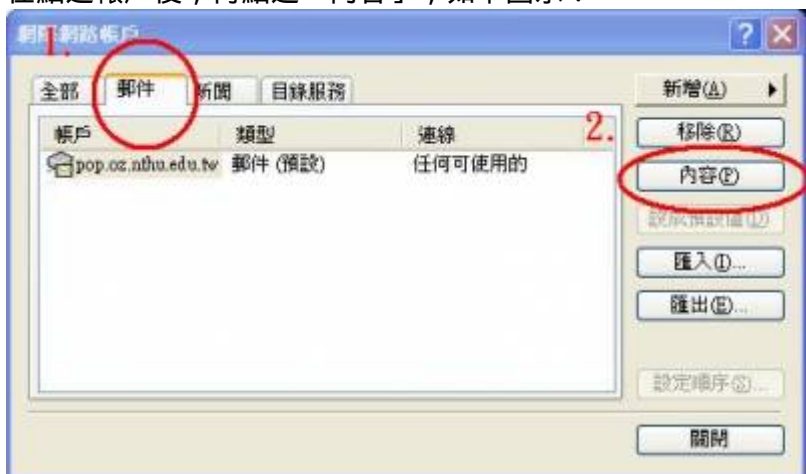 1.
網際網路帳戶
全部 郵件 新聞 目錄服務
新增(A)
帳戶 類型 連線
2.
移除(R)
pop.oz.nthu.edu.tw 郵件 (預設) 任何可使用的
內容(P)
設成預設值(D)
匯入(I)...
匯出(E)...
設定順序(S)...
關閉